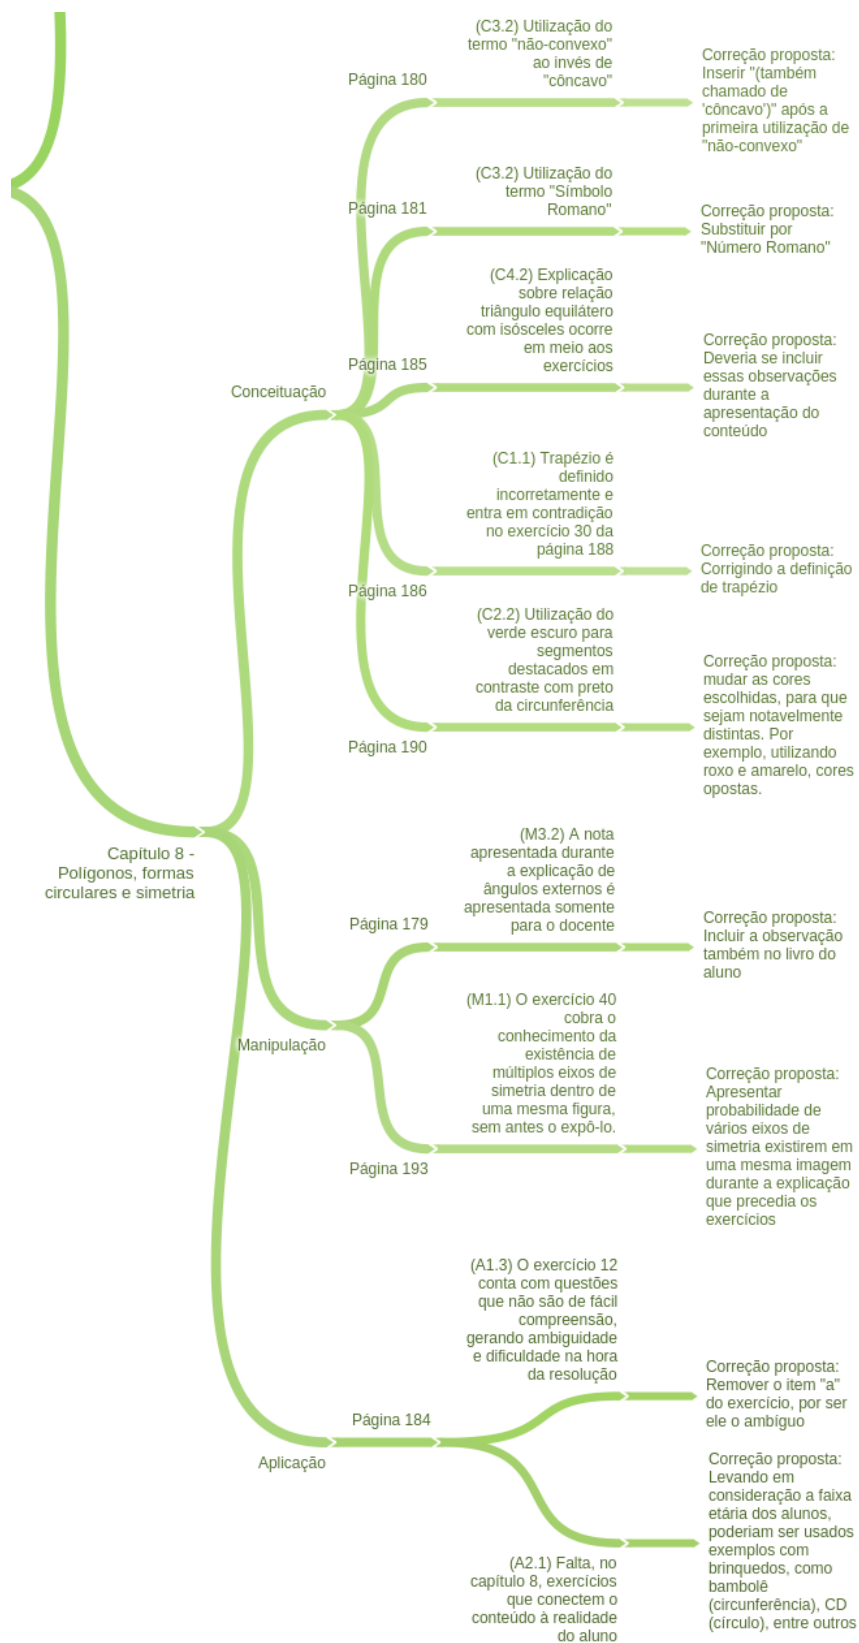 Capítulo 8 -
Polígonos, formas
circulares e simetria
Conceituação
Página 180
(C3.2) Utilização do
termo "não-convexo"
ao invés de
"côncavo"
Correção proposta:
Inserir "(também
chamado de
'côncavo')" após a
primeira utilização de
"não-convexo"
Página 181
(C3.2) Utilização do
termo "Símbolo
Romano"
Correção proposta:
Substituir por
"Número Romano"
Página 185
(C4.2) Explicação
sobre relação
triângulo equilátero
com isósceles ocorre
em meio aos
exercícios
Correção proposta:
Deveria se incluir
essas observações
durante a
apresentação do
conteúdo
Página 186
(C1.1) Trapézio é
definido
incorretamente e
entra em contradição
no exercício 30 da
página 188
Correção proposta:
Corrigindo a definição
de trapézio
Página 190
(C2.2) Utilização do
verde escuro para
segmentos
destacados em
contraste com preto
da circunferência
Correção proposta:
mudar as cores
escolhidas, para que
sejam notavelmente
distintas. Por
exemplo, utilizando
roxo e amarelo, cores
opostas.
Manipulação
Página 179
(M3.2) A nota
apresentada durante
a explicação de
ângulos externos é
apresentada somente
para o docente
Correção proposta:
Incluir a observação
também no livro do
aluno
Página 193
(M1.1) O exercício 40
cobra o
conhecimento da
existência de
múltiplos eixos de
simetria dentro de
uma mesma figura,
sem antes o expô-lo.
Correção proposta:
Apresentar
probabilidade de
vários eixos de
simetria existirem em
uma mesma imagem
durante a explicação
que precedia os
exercícios
Aplicação
Página 184
(A1.3) O exercício 12
conta com questões
que não são de fácil
compreensão,
gerando ambiguidade
e dificuldade na hora
da resolução
Correção proposta:
Remover o item "a"
do exercício, por ser
ele o ambíguo
(A2.1) Falta, no
capítulo 8, exercícios
que conectem o
conteúdo à realidade
do aluno
Correção proposta:
Levando em
consideração a faixa
etária dos alunos,
poderiam ser usados
exemplos com
brinquedos, como
bambolê
(circunferência), CD
(círculo), entre outros